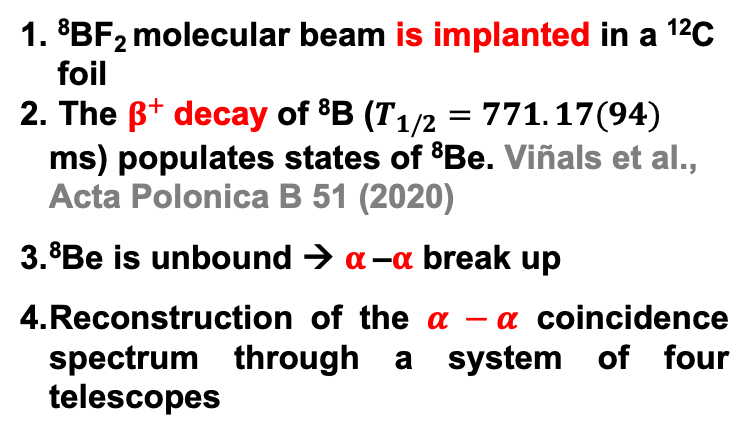 1. ⁸BF₂ molecular beam is implanted in a ¹²C
foil
2. The β⁺ decay of ⁸B (T₁/₂ = 771.17(94)
ms) populates states of ⁸Be. Viñals et al.,
Acta Polonica B 51 (2020)
3.⁸Be is unbound → α –α break up
4.Reconstruction of the α − α coincidence
spectrum through a system of four
telescopes